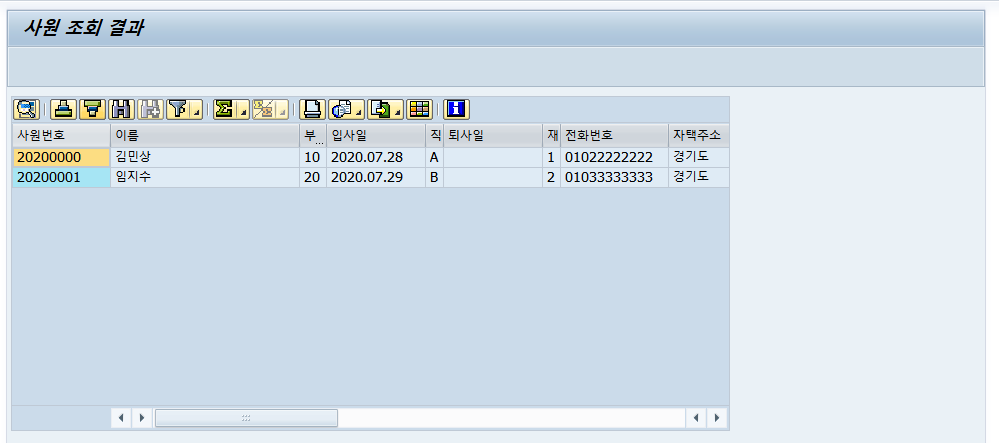 사원 조회 결과
사원번호 이름 부... 입사일 직 퇴사일 재 전화번호 자택주소
20200000 김민상 10 2020.07.28 A 1 01022222222 경기도
20200001 임지수 20 2020.07.29 B 2 01033333333 경기도